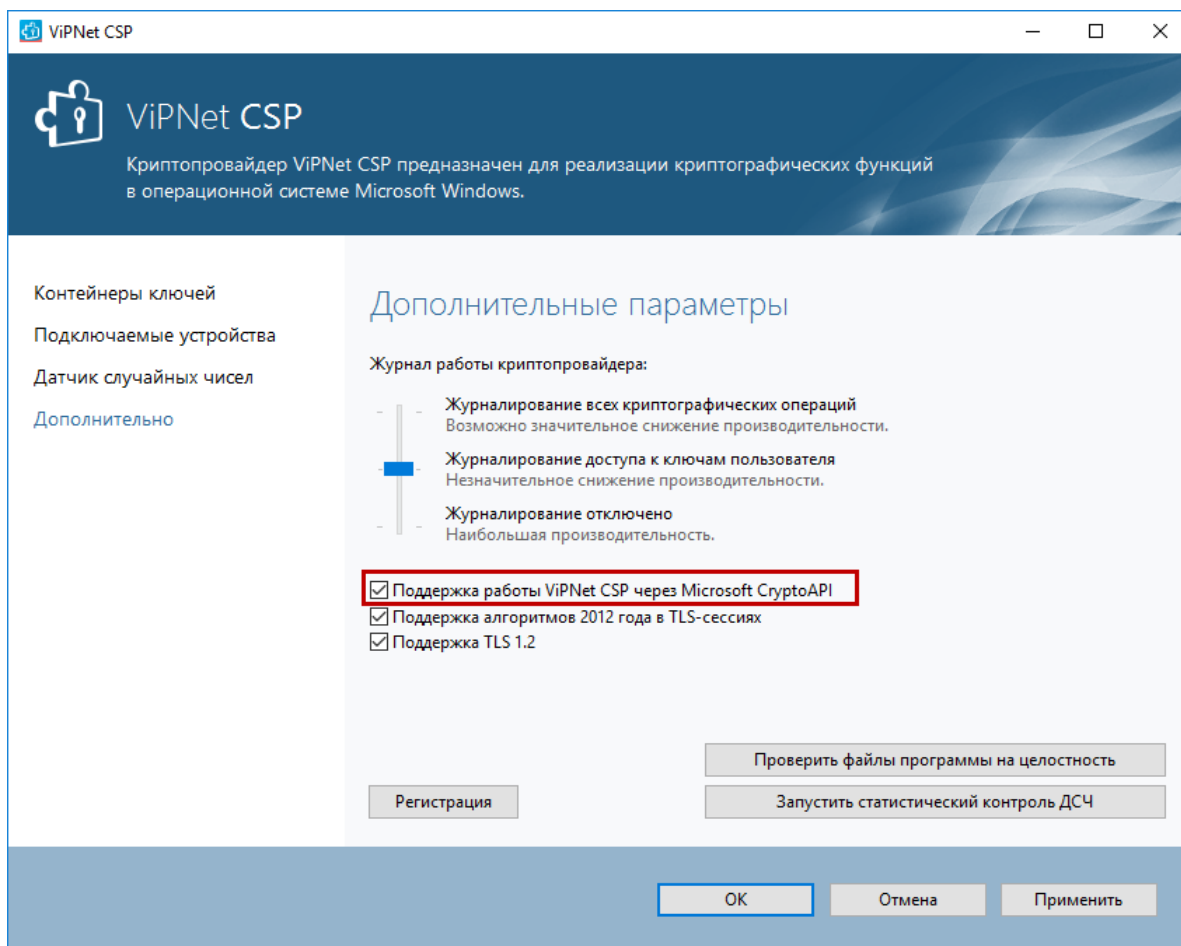 ViPNet CSP
ViPNet CSP
Криптопровайдер ViPNet CSP предназначен для реализации криптографических функций
в операционной системе Microsoft Windows.
Контейнеры ключей
Подключаемые устройства
Датчик случайных чисел
Дополнительно
Дополнительные параметры
Журнал работы криптопровайдера:
Журналирование всех криптографических операций
Возможно значительное снижение производительности.
Журналирование доступа к ключам пользователя
Незначительное снижение производительности.
Журналирование отключено
Наибольшая производительность.
Поддержка работы ViPNet CSP через Microsoft CryptoAPI
Поддержка алгоритмов 2012 года в TLS-сессиях
Поддержка TLS 1.2
Проверить файлы программы на целостность
Регистрация
Запустить статистический контроль ДСЧ
ОК
Отмена
Применить